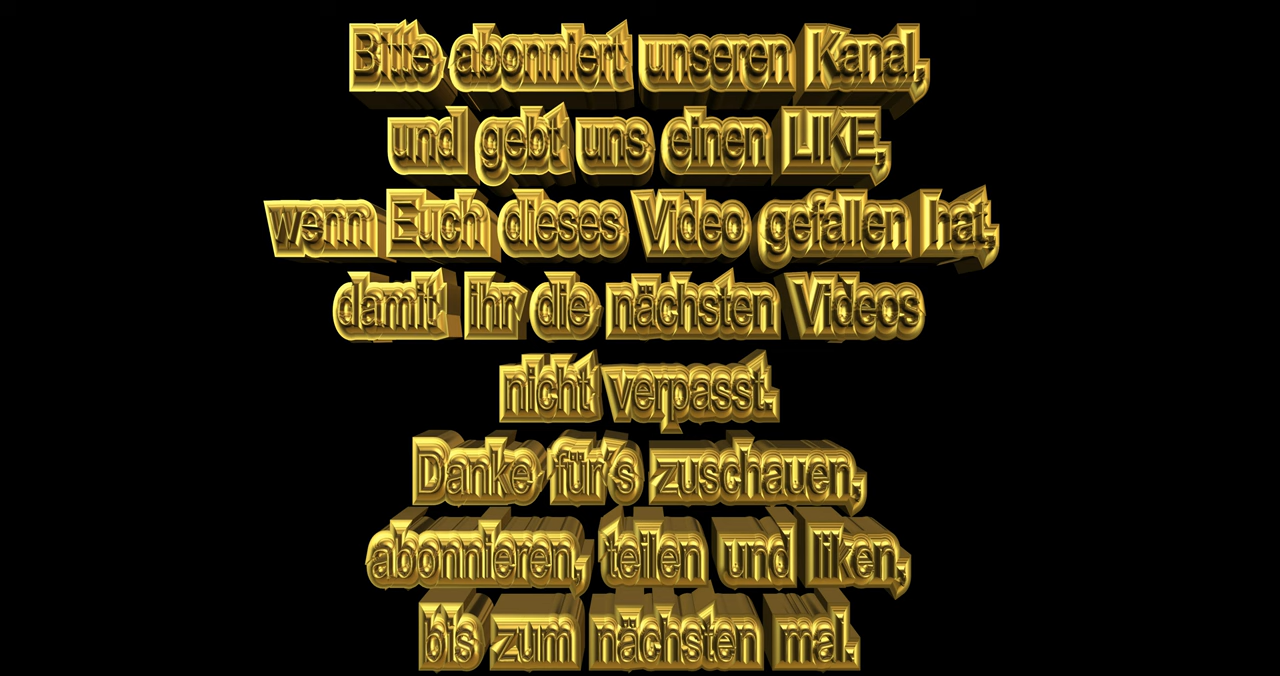 Bitte abonniert unseren Kanal,
und gebt uns einen LIKE,
wenn Euch dieses Video gefallen hat,
damit ihr die nächsten Videos
nicht verpasst.
Danke für's zuschauen,
abonnieren, teilen und liken,
bis zum nächsten mal.